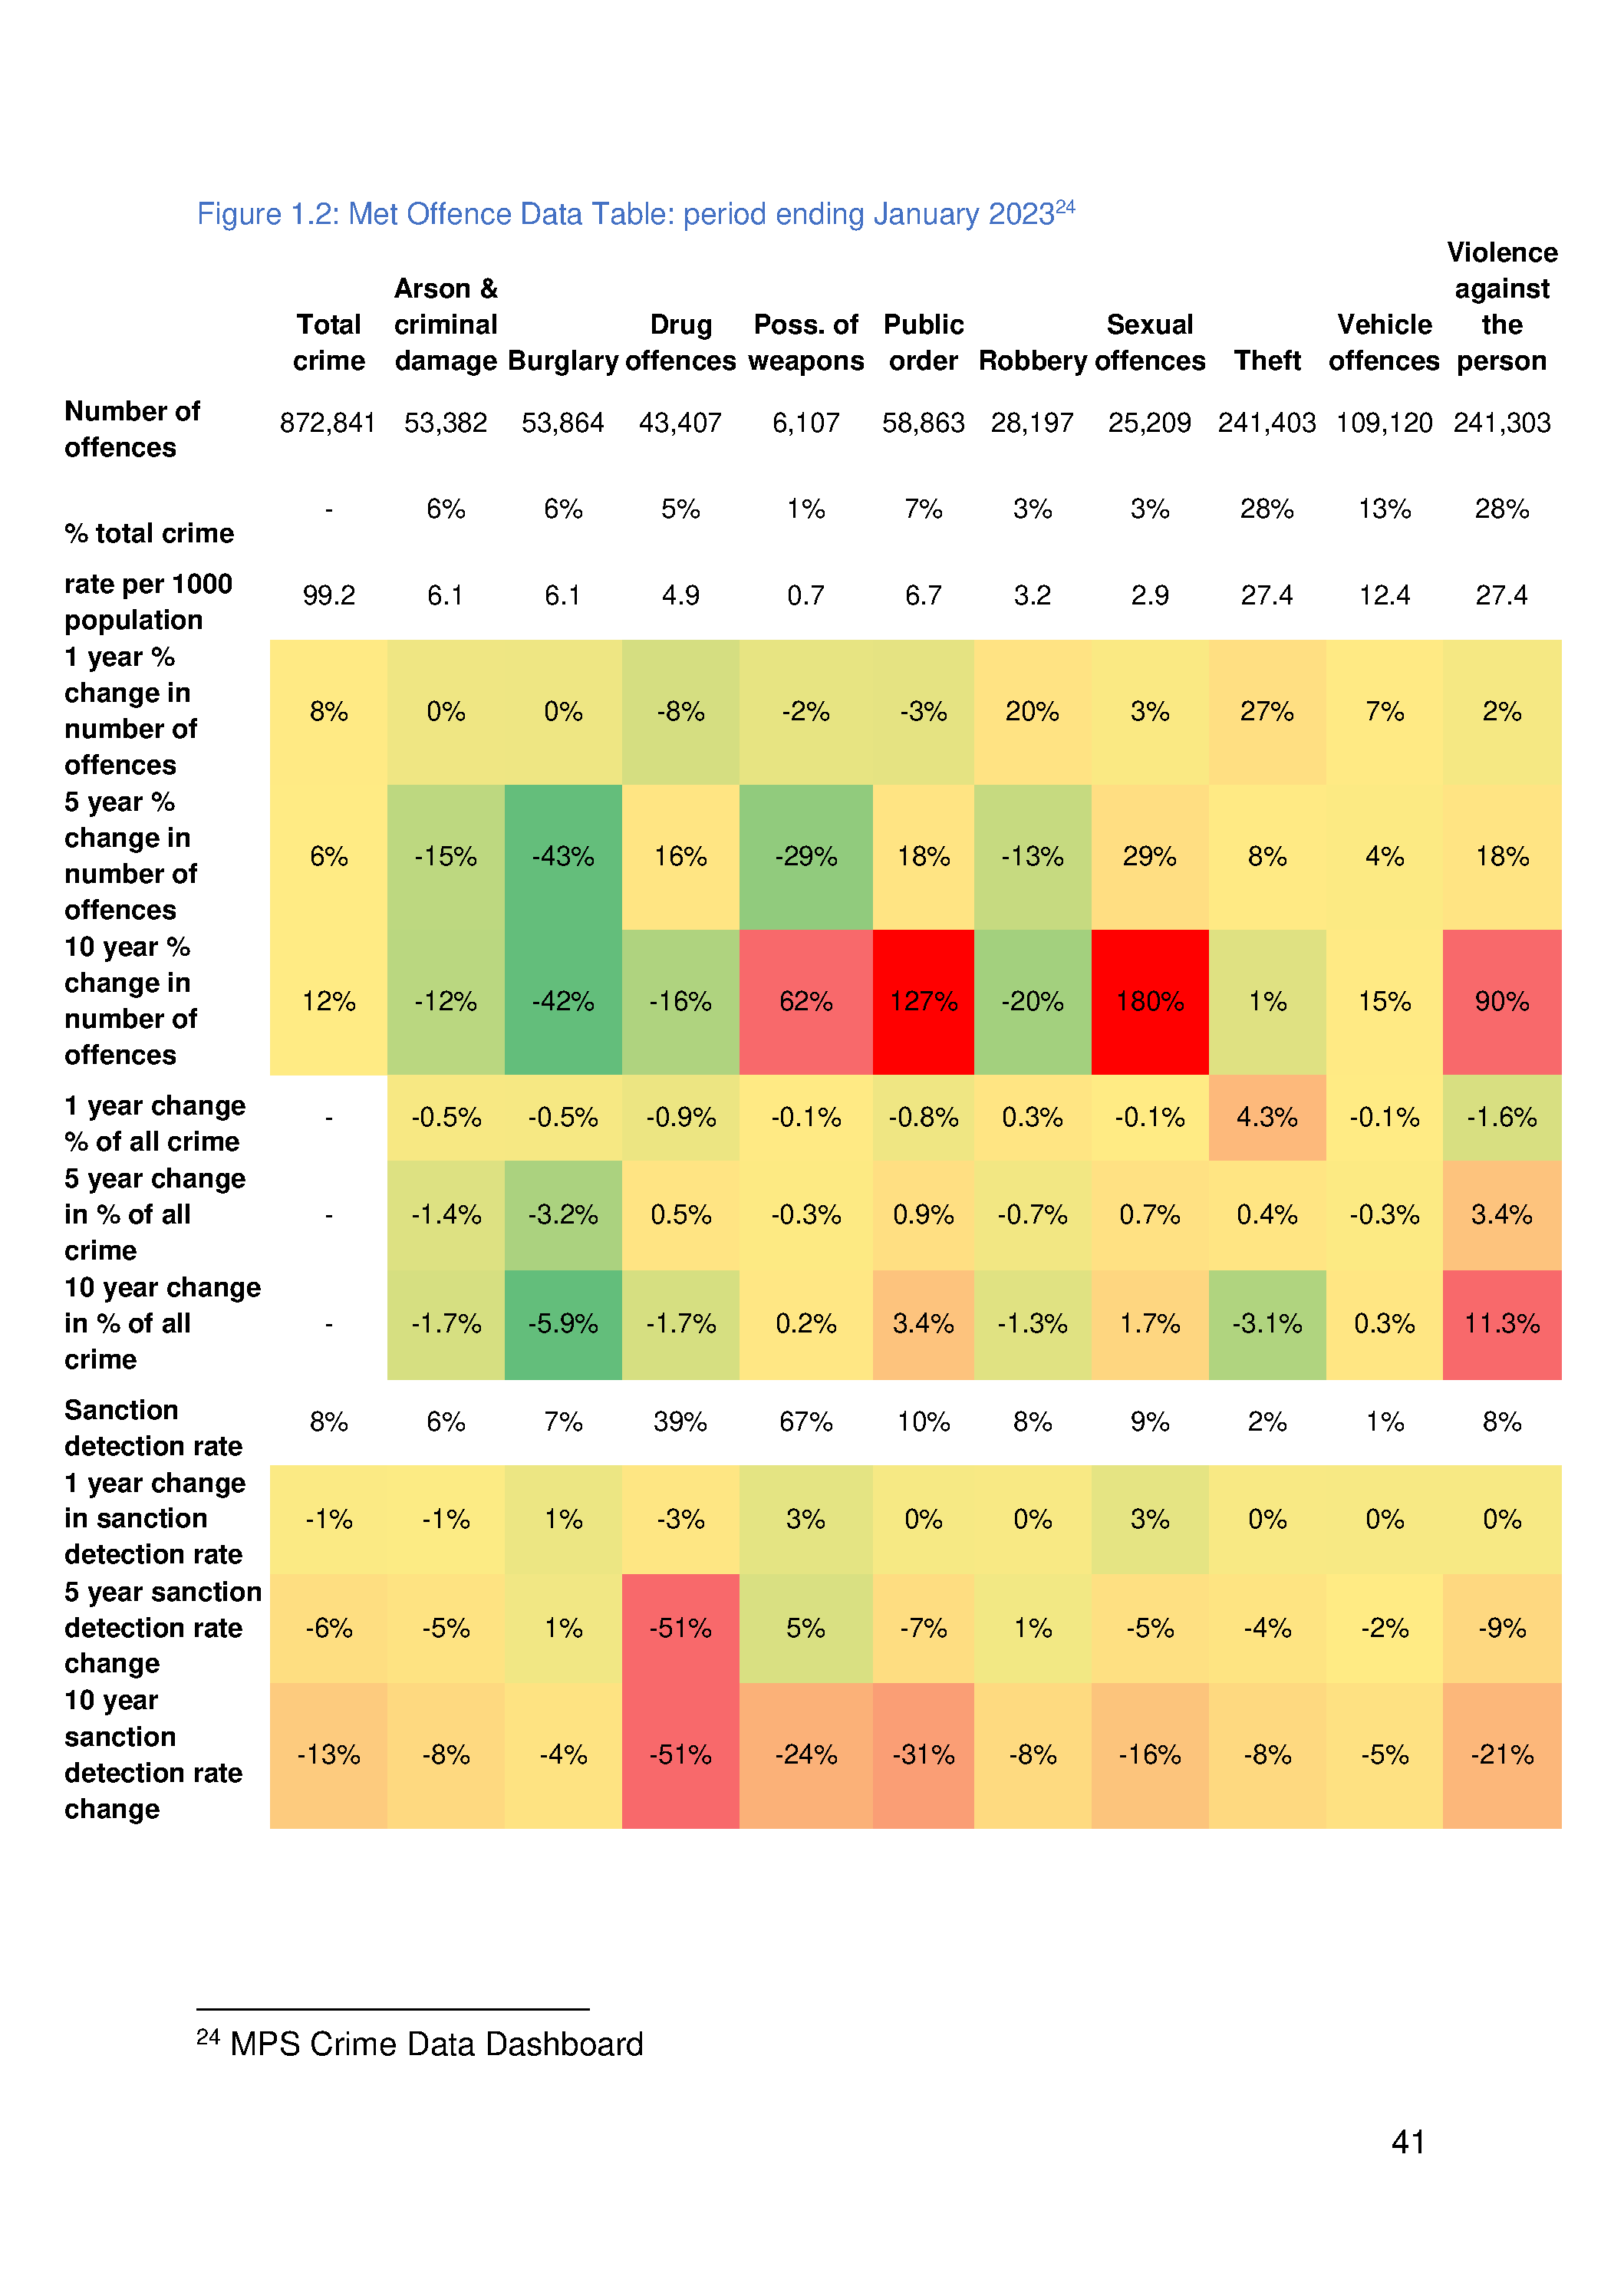 Figure 1.2: Met Offence Data Table: period ending January 2023²⁴
Total crime Arson & criminal damage Burglary Drug offences Poss. of weapons Public order Robbery Sexual offences Theft Vehicle offences Violence against the person
Number of offences 872,841 53,382 53,864 43,407 6,107 58,863 28,197 25,209 241,403 109,120 241,303
% total crime - 6% 6% 5% 1% 7% 3% 3% 28% 13% 28%
rate per 1000 population 99.2 6.1 6.1 4.9 0.7 6.7 3.2 2.9 27.4 12.4 27.4
1 year % change in number of offences 8% 0% 0% -8% -2% -3% 20% 3% 27% 7% 2%
5 year % change in number of offences 6% -15% -43% 16% -29% 18% -13% 29% 8% 4% 18%
10 year % change in number of offences 12% -12% -42% -16% 62% 127% -20% 180% 1% 15% 90%
1 year change % of all crime - -0.5% -0.5% -0.9% -0.1% -0.8% 0.3% -0.1% 4.3% -0.1% -1.6%
5 year change in % of all crime - -1.4% -3.2% 0.5% -0.3% 0.9% -0.7% 0.7% 0.4% -0.3% 3.4%
10 year change in % of all crime - -1.7% -5.9% -1.7% 0.2% 3.4% -1.3% 1.7% -3.1% 0.3% 11.3%
Sanction detection rate 8% 6% 7% 39% 67% 10% 8% 9% 2% 1% 8%
1 year change in sanction detection rate -1% -1% 1% -3% 3% 0% 0% 3% 0% 0% 0%
5 year sanction detection rate change -6% -5% 1% -51% 5% -7% 1% -5% -4% -2% -9%
10 year sanction detection rate change -13% -8% -4% -51% -24% -31% -8% -16% -8% -5% -21%
²⁴ MPS Crime Data Dashboard
41